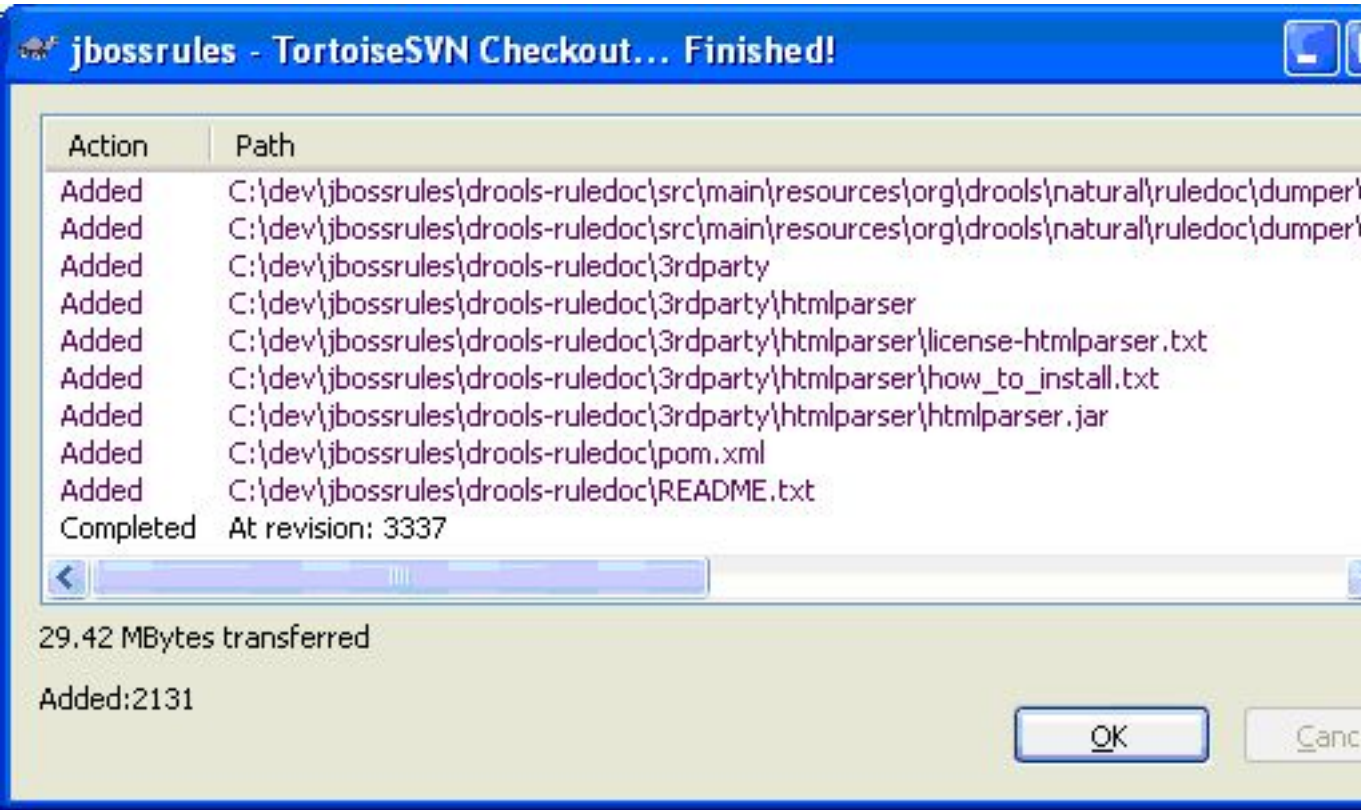 jbossrules - TortoiseSVN Checkout... Finished!
Action Path
Added C:\dev\jbossrules\drools-ruledoc\src\main\resources\org\drools\natural\ruledoc\dumper\
Added C:\dev\jbossrules\drools-ruledoc\src\main\resources\org\drools\natural\ruledoc\dumper\
Added C:\dev\jbossrules\drools-ruledoc\3rdparty
Added C:\dev\jbossrules\drools-ruledoc\3rdparty\htmlparser
Added C:\dev\jbossrules\drools-ruledoc\3rdparty\htmlparser\license-htmlparser.txt
Added C:\dev\jbossrules\drools-ruledoc\3rdparty\htmlparser\how_to_install.txt
Added C:\dev\jbossrules\drools-ruledoc\3rdparty\htmlparser\htmlparser.jar
Added C:\dev\jbossrules\drools-ruledoc\pom.xml
Added C:\dev\jbossrules\drools-ruledoc\README.txt
Completed At revision: 3337
29.42 MBytes transferred
Added:2131
OK Canc